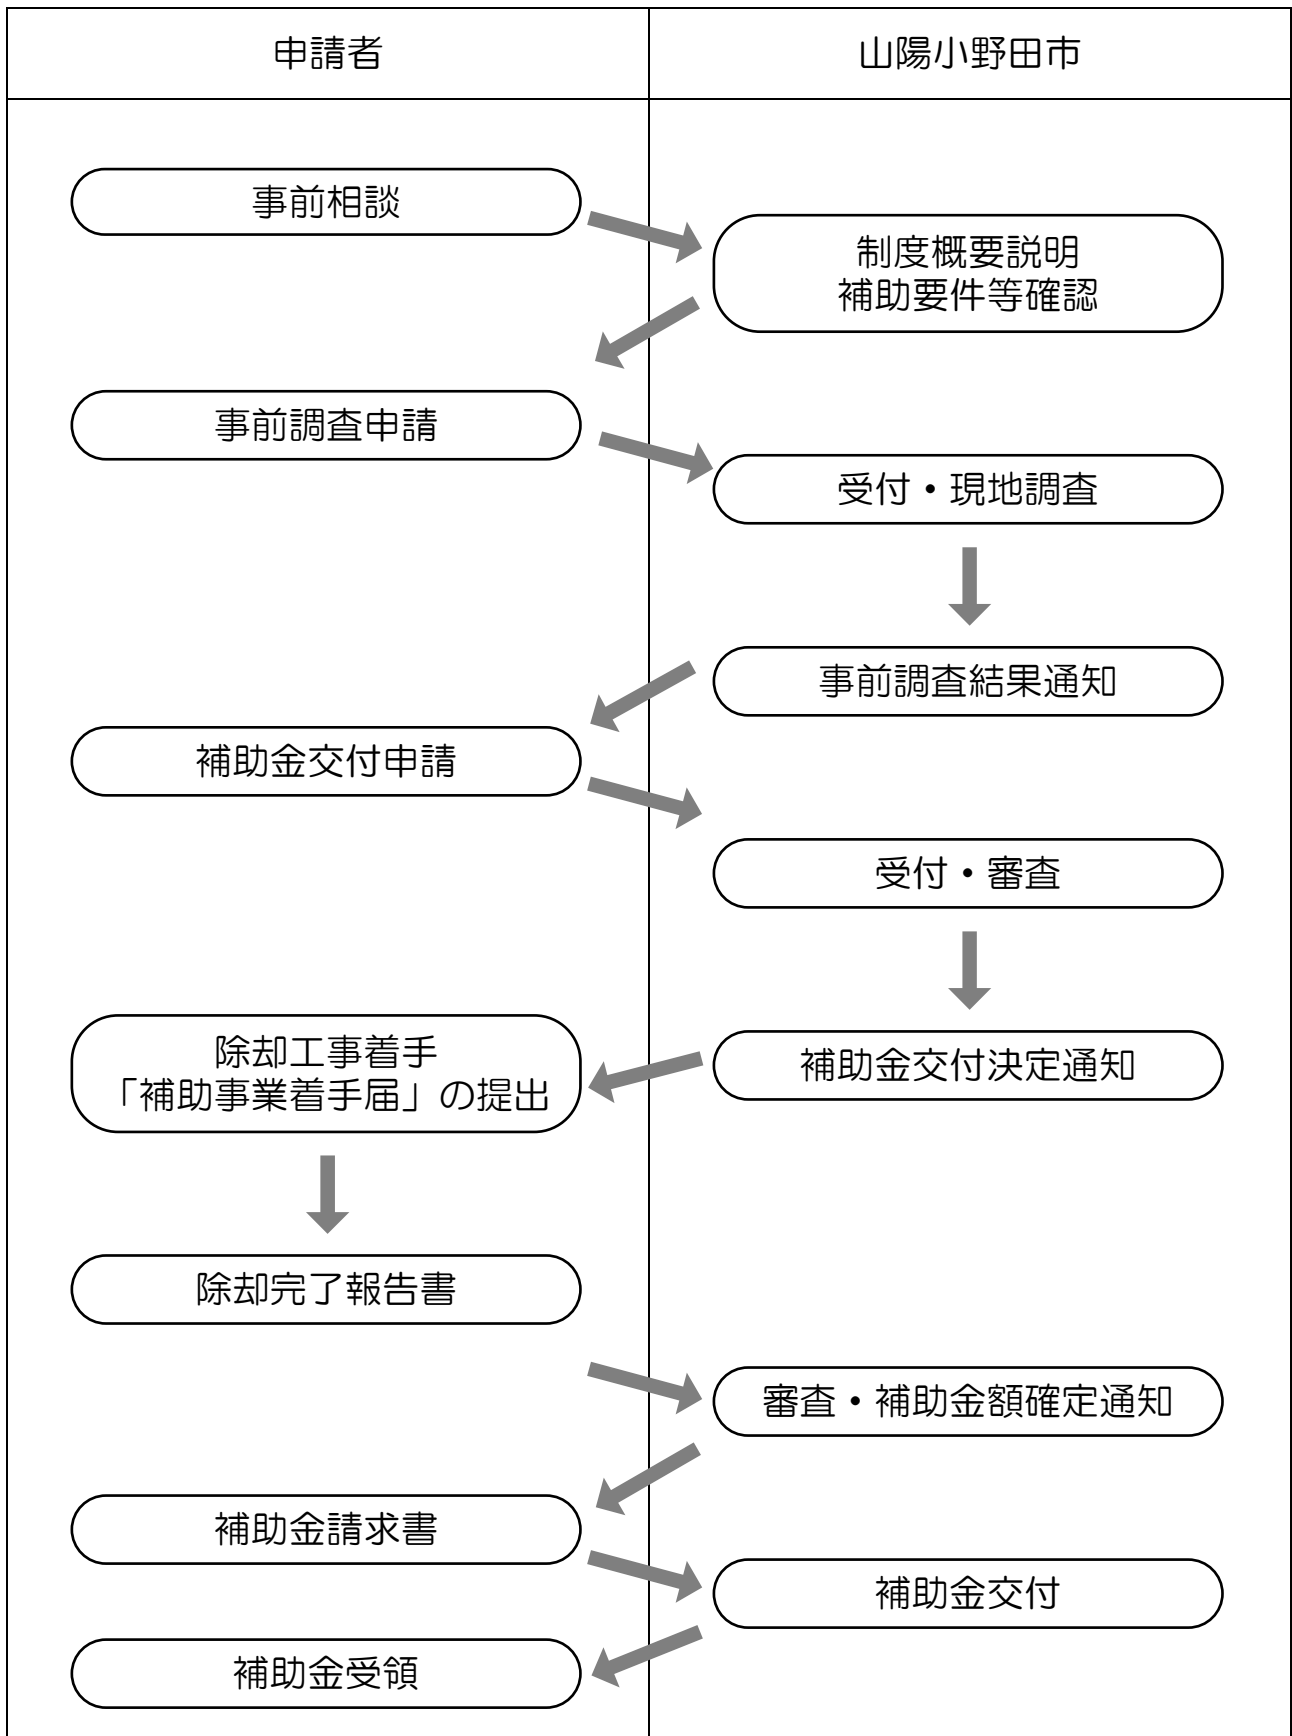 申請者
山陽小野田市
事前相談
制度概要説明
補助要件等確認
事前調査申請
受付・現地調査
事前調査結果通知
補助金交付申請
受付・審査
補助金交付決定通知
除却工事着手
「補助事業着手届」の提出
除却完了報告書
審査・補助金額確定通知
補助金請求書
補助金交付
補助金受領